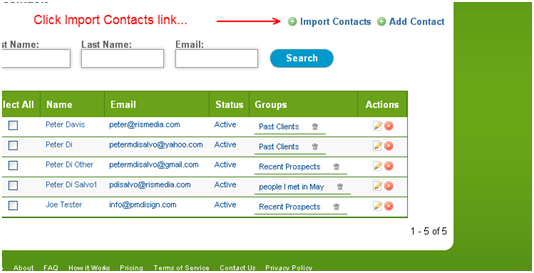 Click Import Contacts link...
Import Contacts Add Contact
st Name: Last Name: Email:
Search
lect All Name Email Status Groups Actions
Peter Davis peter@rismedia.com Active Past Clients
Peter Di petermdisalvo@yahoo.com Active Past Clients
Peter Di Other petermdisalvo@gmail.com Active Recent Prospects
Peter Di Salvo1 pdisalvo@rismedia.com Active people I met in May
Joe Tester info@pmdisign.com Active Recent Prospects
1 - 5 of 5
About FAQ How it Works Pricing Terms of Service Contact Us Privacy Policy